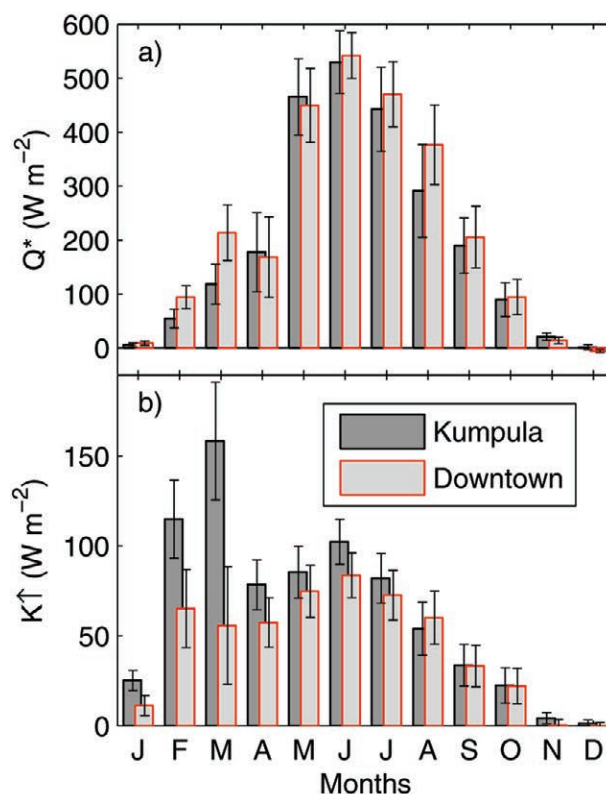 a)
600
500
400
300
200
100
0
Q* (W m⁻²)
b)
Kumpula
Downtown
150
100
50
0
K↑ (W m⁻²)
J F M A M J J A S O N D
Months